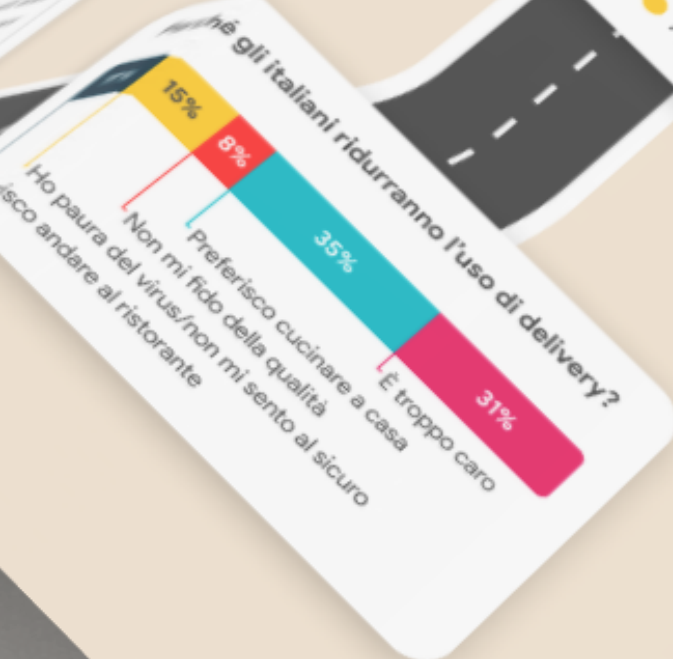 gli italiani ridurranno l'uso di delivery?
15%
8%
35%
31%
andare al ristorante
Ho paura del virus/non mi sento al sicuro
Non mi fido della qualità
Preferisco cucinare a casa
È troppo caro